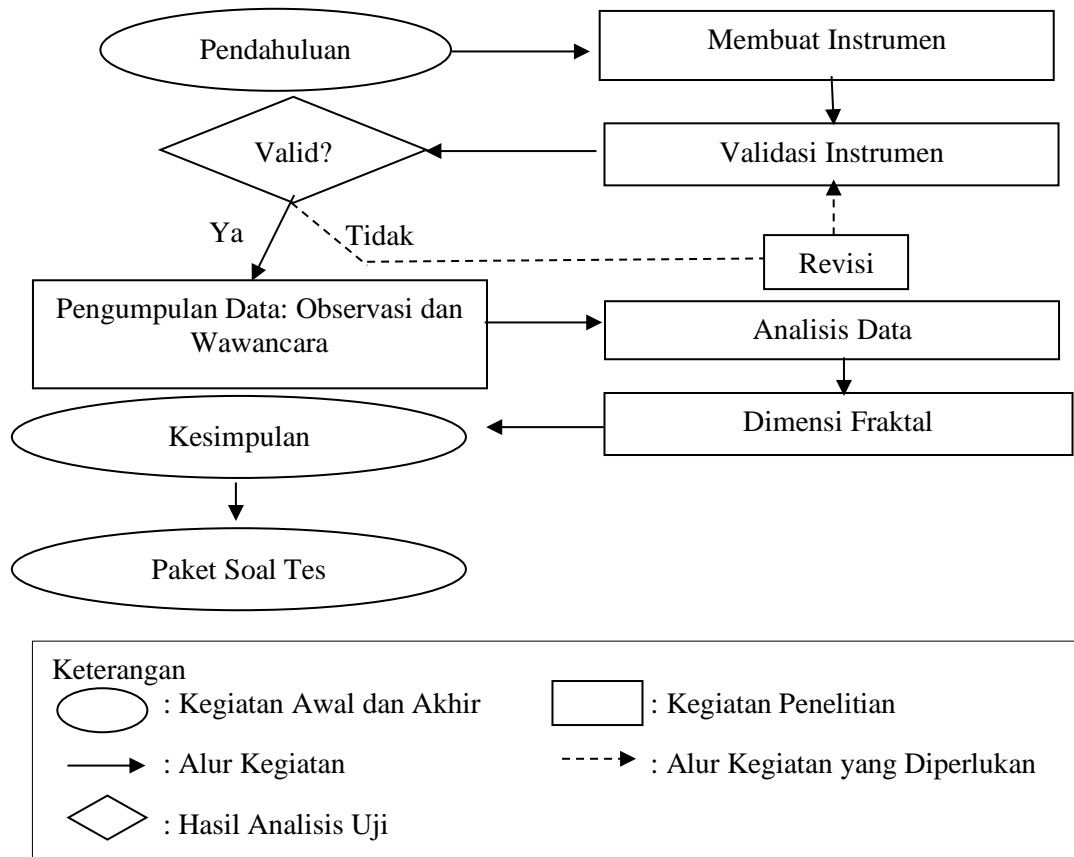 Pendahuluan
Membuat Instrumen
Valid?
Validasi Instrumen
Ya
Tidak
Revisi
Pengumpulan Data: Observasi dan
Wawancara
Analisis Data
Kesimpulan
Dimensi Fraktal
Paket Soal Tes
Keterangan
: Kegiatan Awal dan Akhir
: Kegiatan Penelitian
: Alur Kegiatan
: Alur Kegiatan yang Diperlukan
: Hasil Analisis Uji